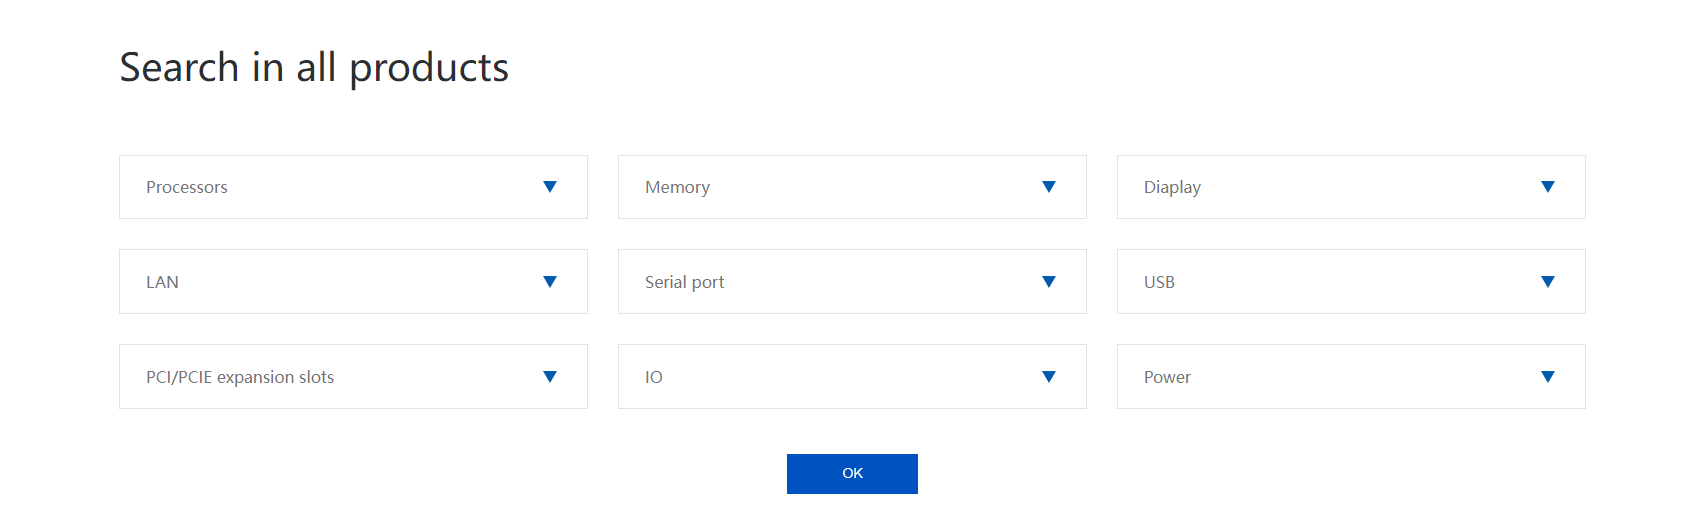 Search in all products
Processors
Memory
Diaplay
LAN
Serial port
USB
PCI/PCIE expansion slots
IO
Power
OK